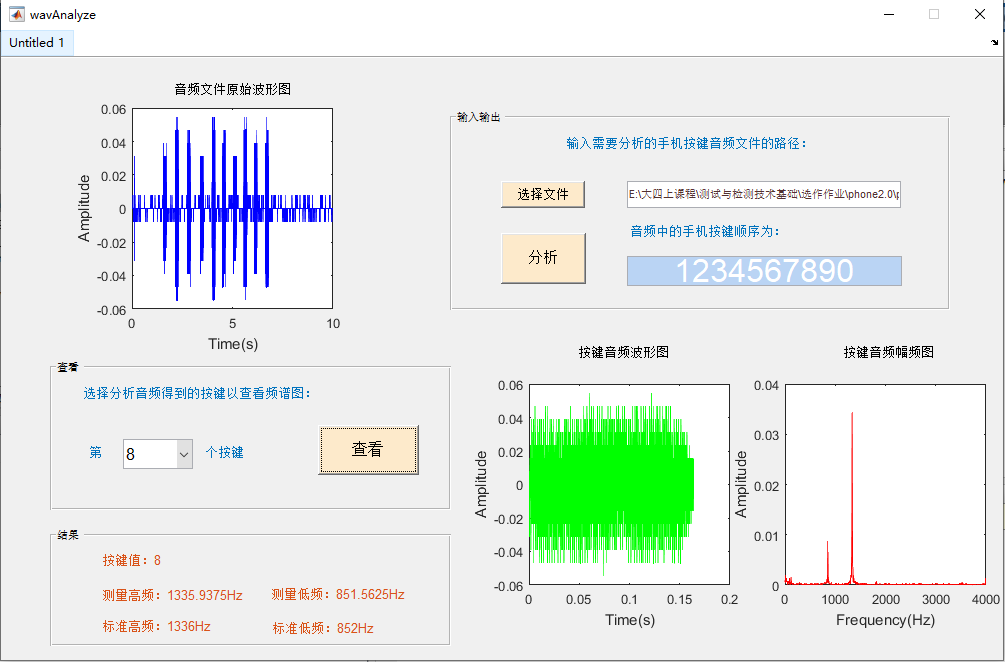 wavAnalyze
Untitled 1
音频文件原始波形图
0.06
0.04
0.02
0
-0.02
-0.04
-0.06
Amplitude
0 5 10
Time(s)
输入输出
输入需要分析的手机按键音频文件的路径：
选择文件
E:\大四上课程\测试与检测技术基础\选作作业\phone2.0\p
音频中的手机按键顺序为：
分析
1234567890
查看
选择分析音频得到的按键以查看频谱图：
第 8 个按键
查看
结果
按键值：8
测量高频：1335.9375Hz 测量低频：851.5625Hz
标准高频：1336Hz 标准低频：852Hz
按键音频波形图
0.06
0.04
0.02
0
-0.02
-0.04
-0.06
Amplitude
0 0.05 0.1 0.15 0.2
Time(s)
按键音频幅频图
0.04
0.03
0.02
0.01
0
Amplitude
0 1000 2000 3000 4000
Frequency(Hz)